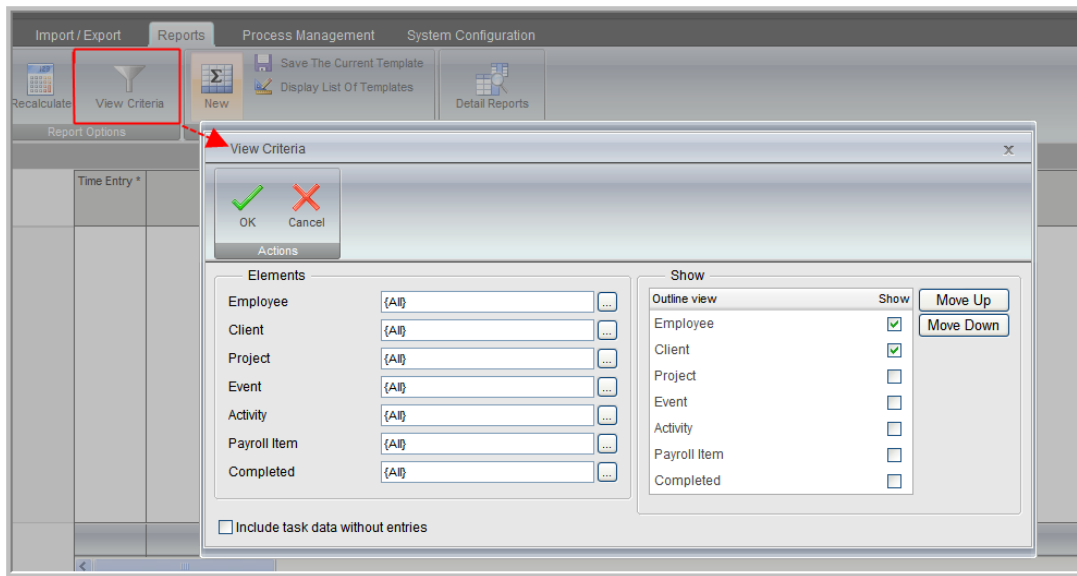 Import / Export Reports Process Management System Configuration
Recalculate View Criteria
Report Options
New
Save The Current Template
Display List Of Templates
Detail Reports
View Criteria
Time Entry *
OK Cancel
Actions
Elements
Employee {All} ...
Client {All} ...
Project {All} ...
Event {All} ...
Activity {All} ...
Payroll Item {All} ...
Completed {All} ...
Include task data without entries
Show
Outline view Show
Employee
Client
Project
Event
Activity
Payroll Item
Completed
Move Up
Move Down